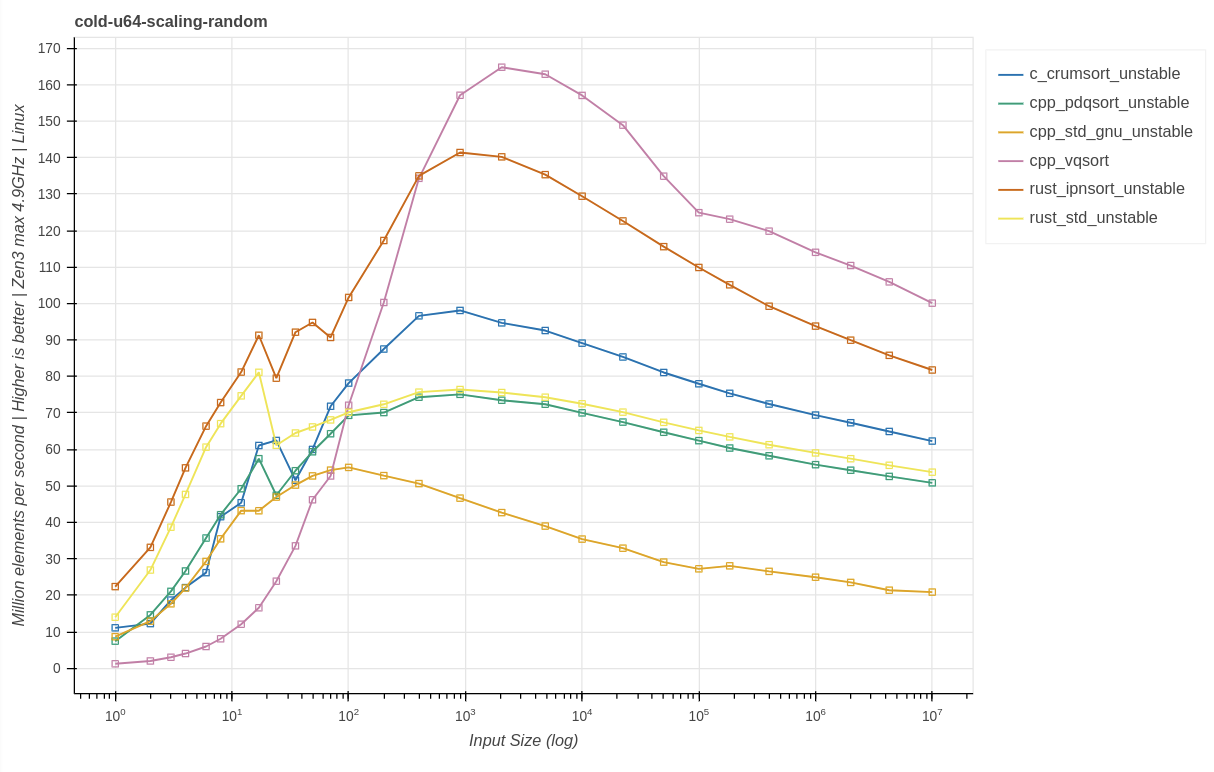 cold-u64-scaling-random
Million elements per second | Higher is better | Zen3 max 4.9GHz | Linux
170
160
150
140
130
120
110
100
90
80
70
60
50
40
30
20
10
0
10⁰ 10¹ 10² 10³ 10⁴ 10⁵ 10⁶ 10⁷
Input Size (log)
c_crumsort_unstable
cpp_pdqsort_unstable
cpp_std_gnu_unstable
cpp_vqsort
rust_ipnsort_unstable
rust_std_unstable